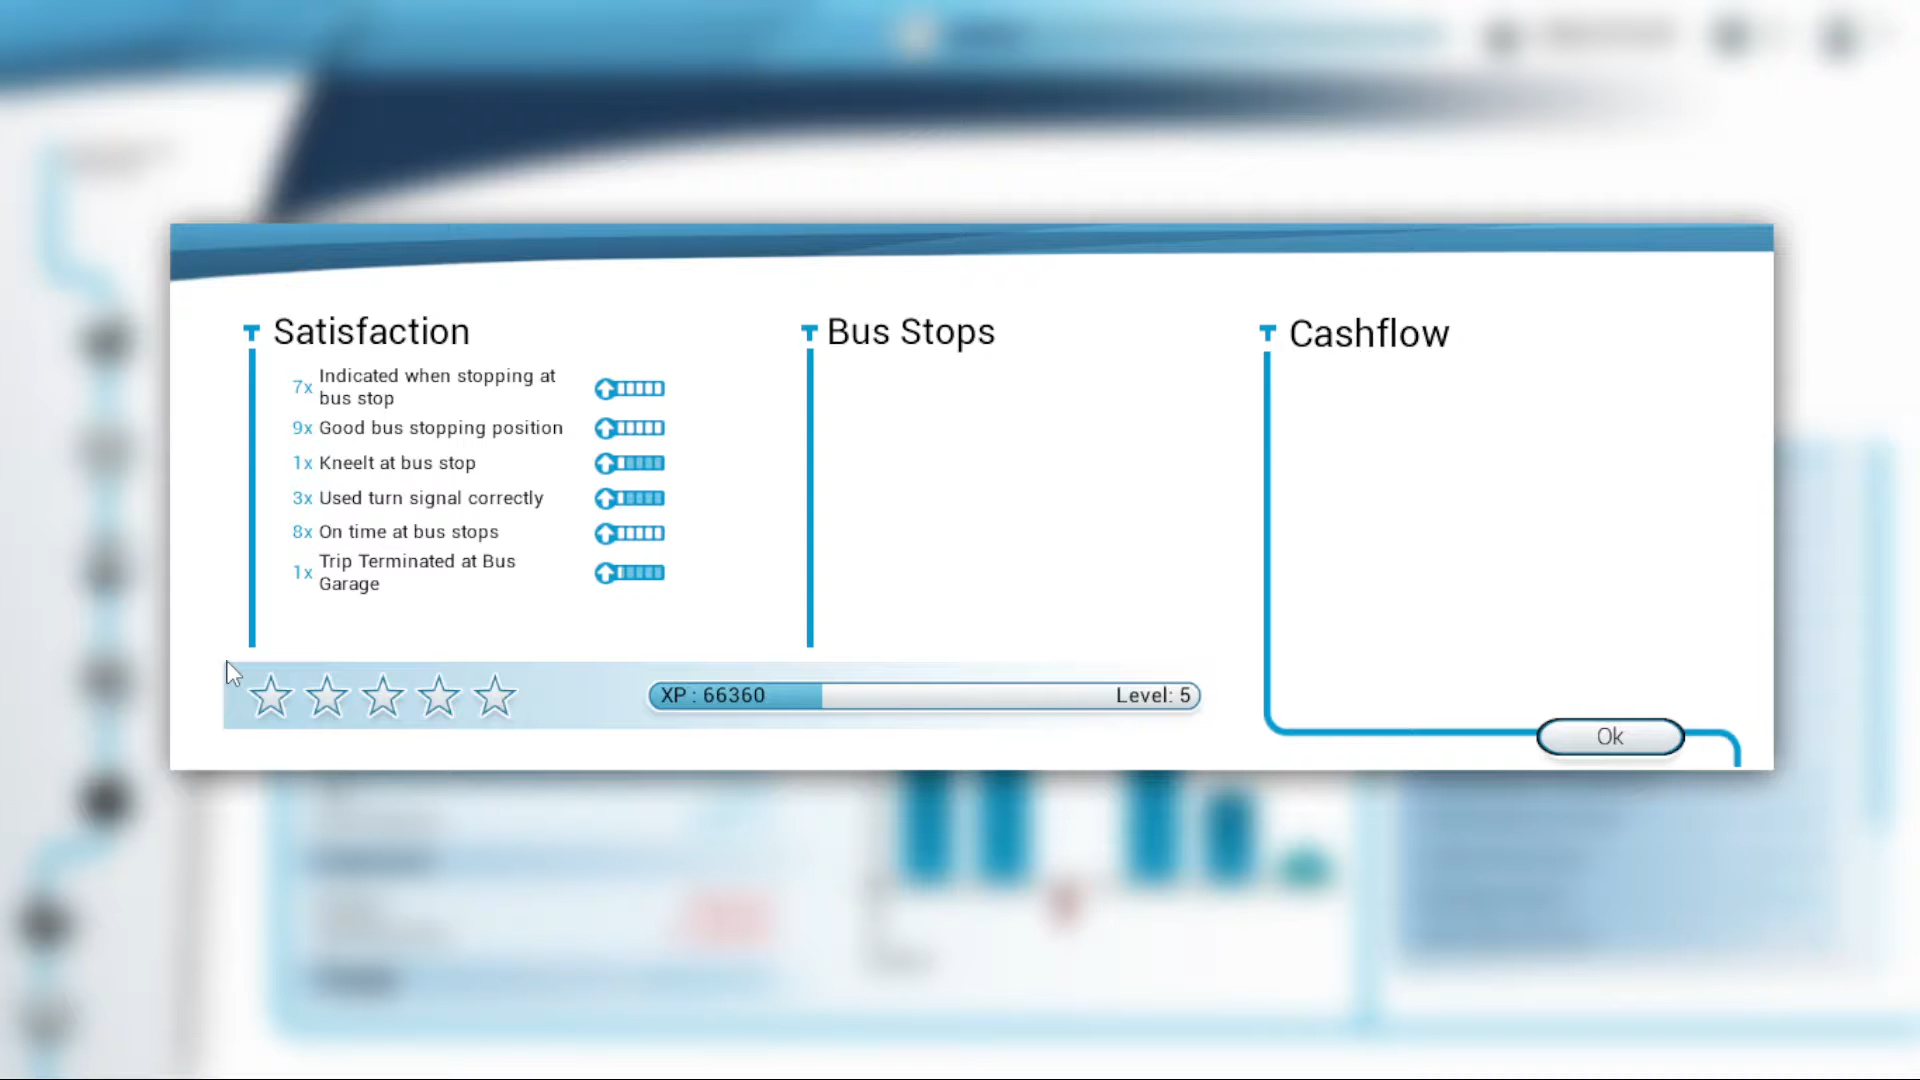 Satisfaction
7x Indicated when stopping at
bus stop
9x Good bus stopping position
1x Kneelt at bus stop
3x Used turn signal correctly
8x On time at bus stops
1x Trip Terminated at Bus
Garage
Bus Stops
Cashflow
XP : 66360
Level: 5
Ok